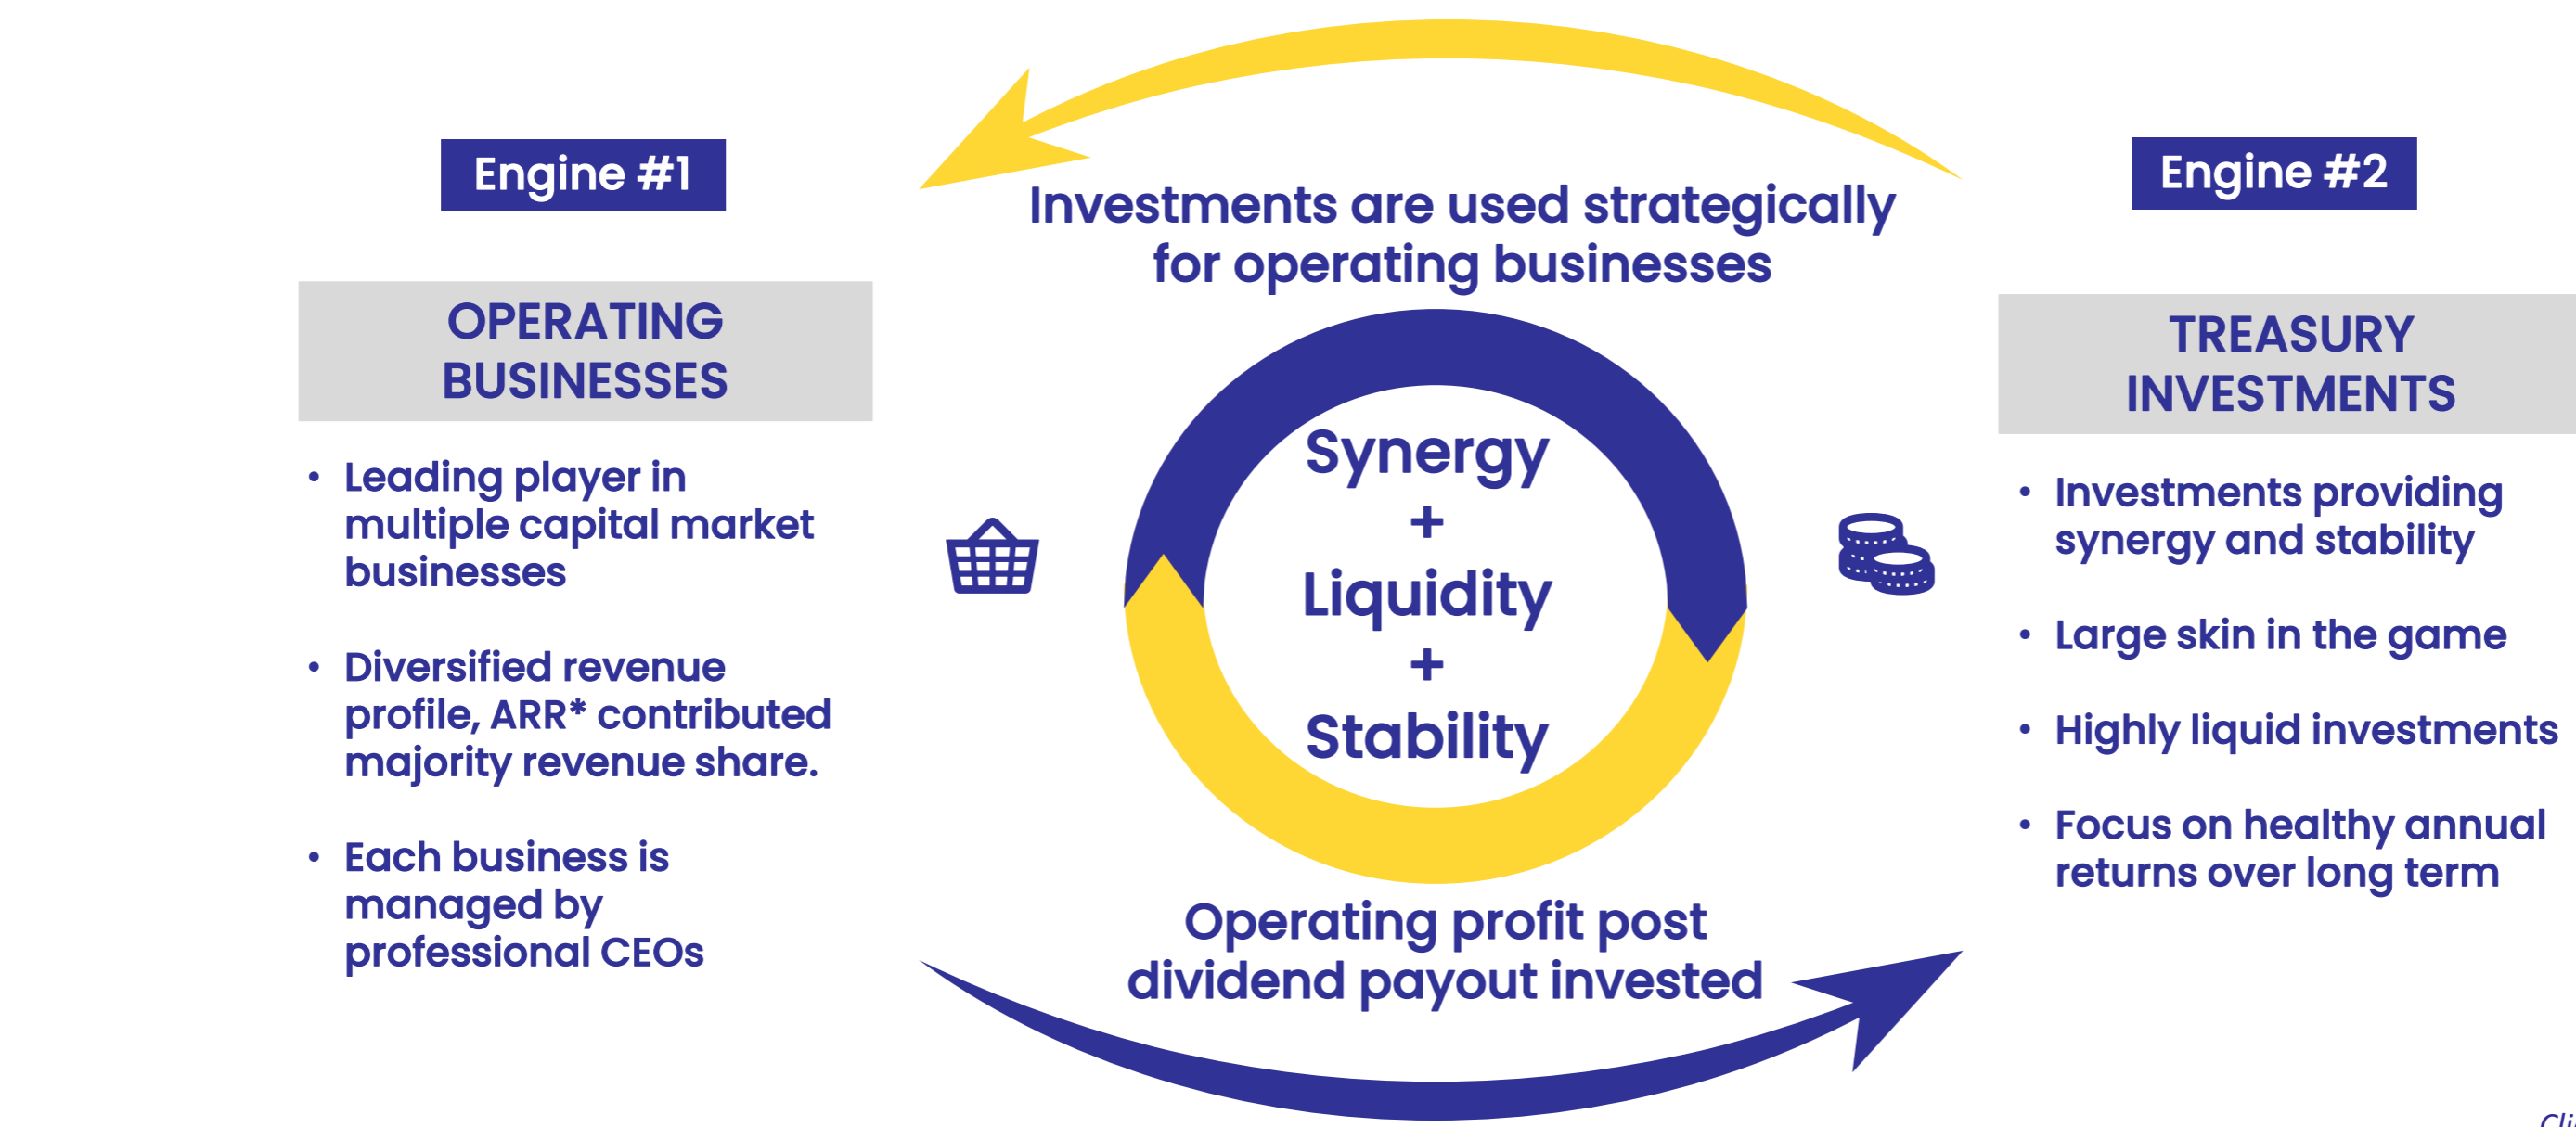 Engine #1
OPERATING
BUSINESSES
• Leading player in
multiple capital market
businesses
• Diversified revenue
profile, ARR* contributed
majority revenue share.
• Each business is
managed by
professional CEOs
Investments are used strategically
for operating businesses
Synergy
+
Liquidity
+
Stability
Operating profit post
dividend payout invested
Engine #2
TREASURY
INVESTMENTS
• Investments providing
synergy and stability
• Large skin in the game
• Highly liquid investments
• Focus on healthy annual
returns over long term